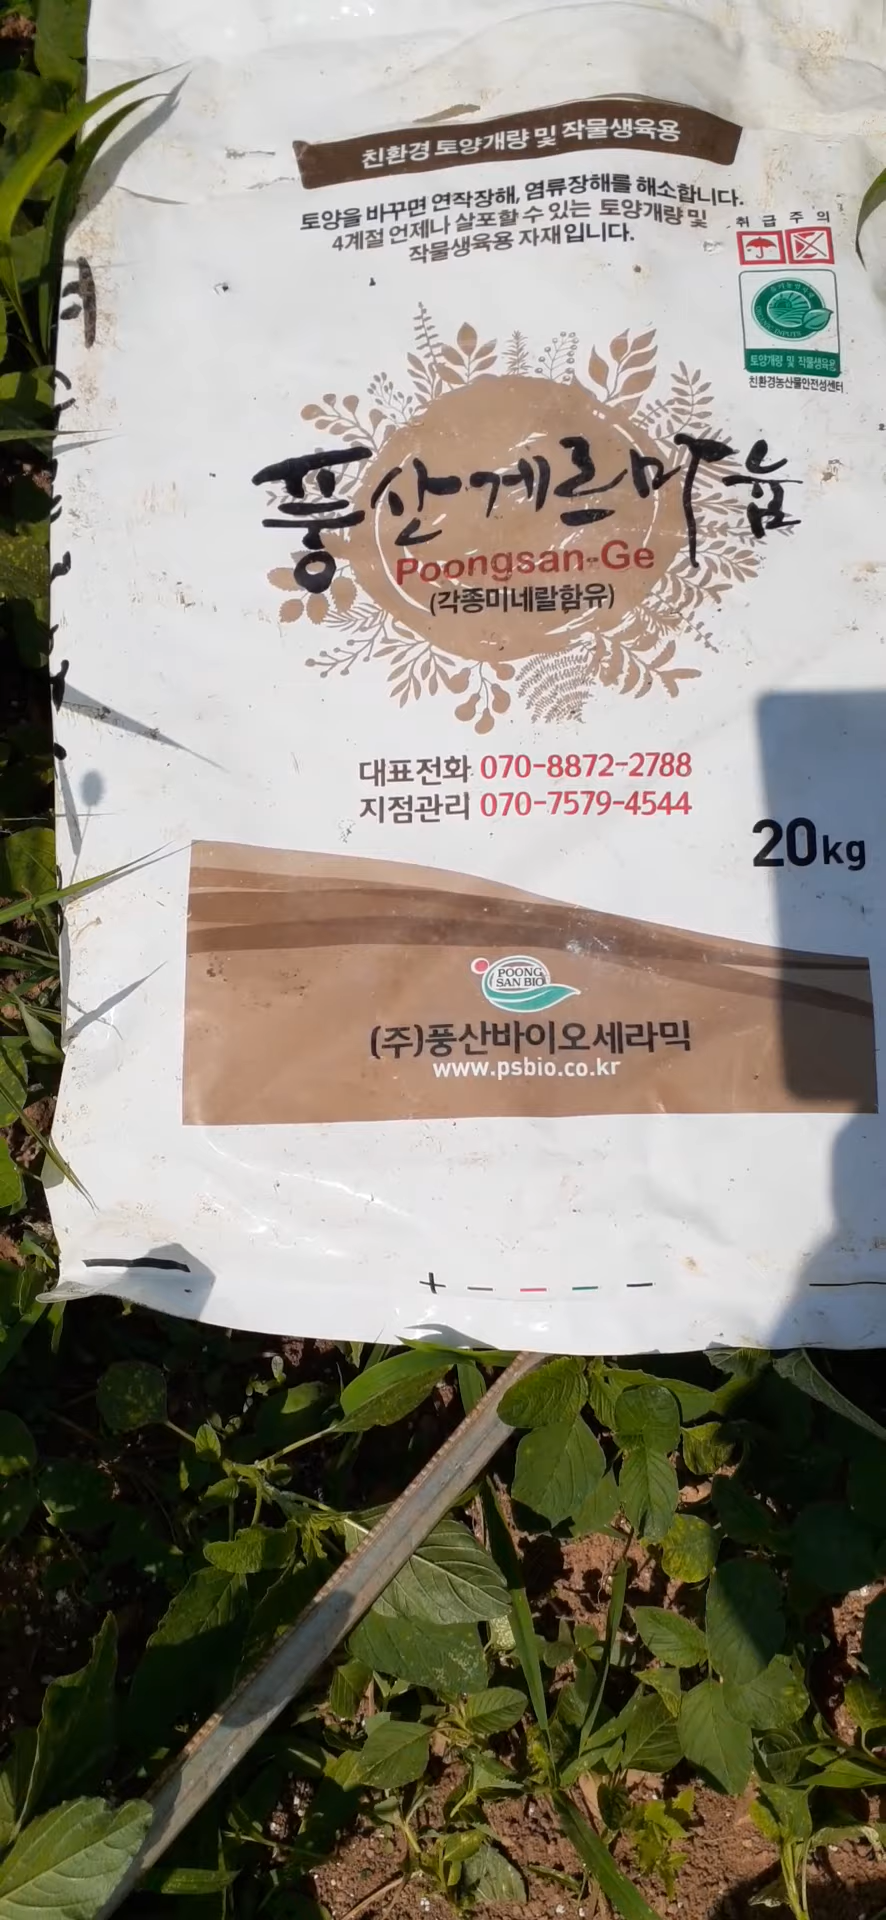 친환경 토양개량 및 작물생육용
토양을 바꾸면 연작장해, 염류장해를 해소합니다.
4계절 언제나 살포할 수 있는 토양개량 및
작물생육용 자재입니다.
취급주의
ORGANIC INPUTS
토양개량 및 작물생육용
친환경농산물안전성센터
풍산게르마늄
Poongsan-Ge
(각종미네랄함유)
대표전화 070-8872-2788
지점관리 070-7579-4544
20kg
POONG
SAN BIO
(주)풍산바이오세라믹
www.psbio.co.kr